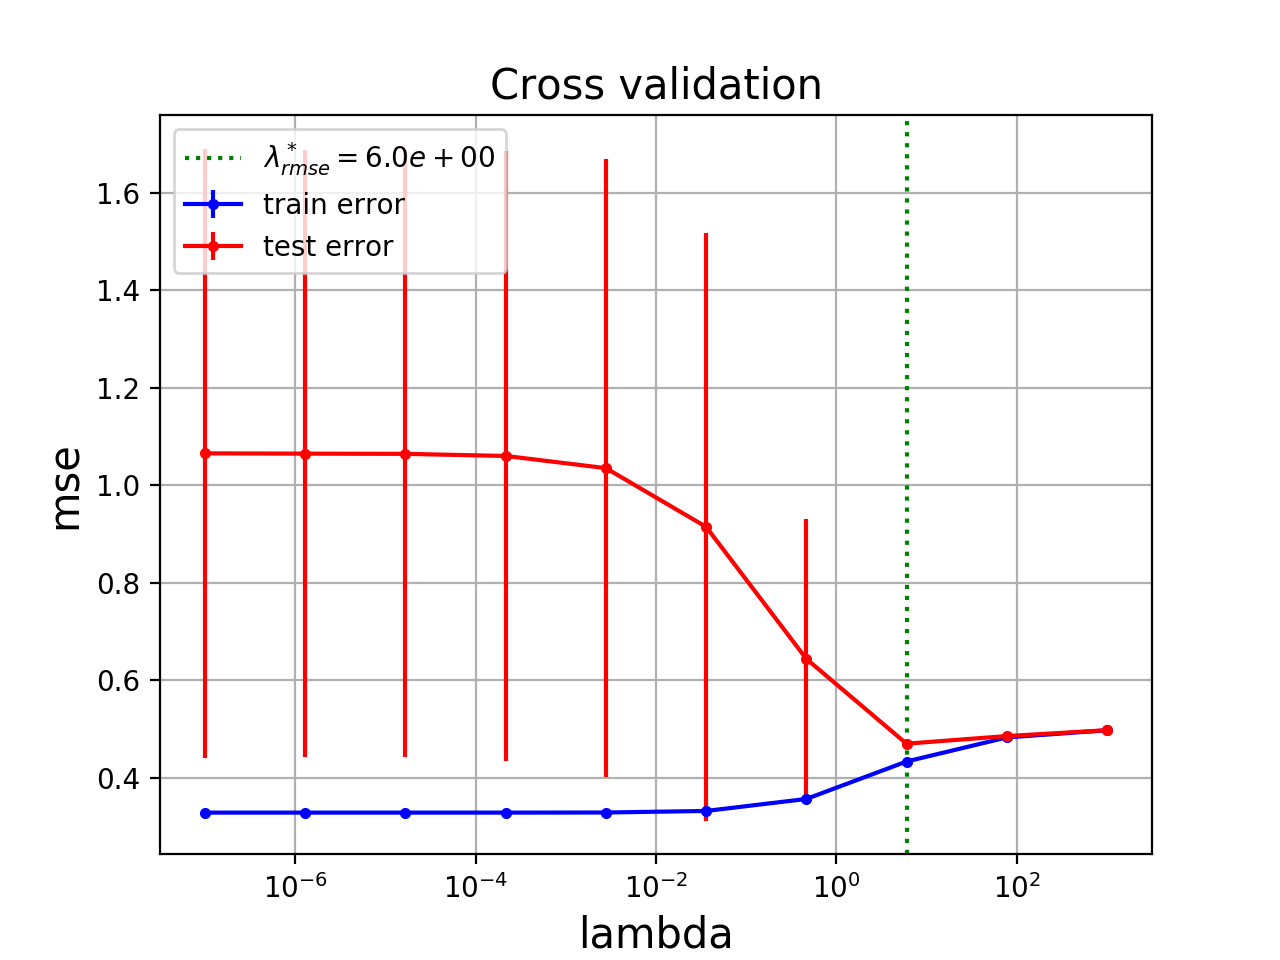 Cross validation
λ*rmse = 6.0e + 00
train error
test error
mse
1.6
1.4
1.2
1.0
0.8
0.6
0.4
10⁻⁶ 10⁻⁴ 10⁻² 10⁰ 10²
lambda